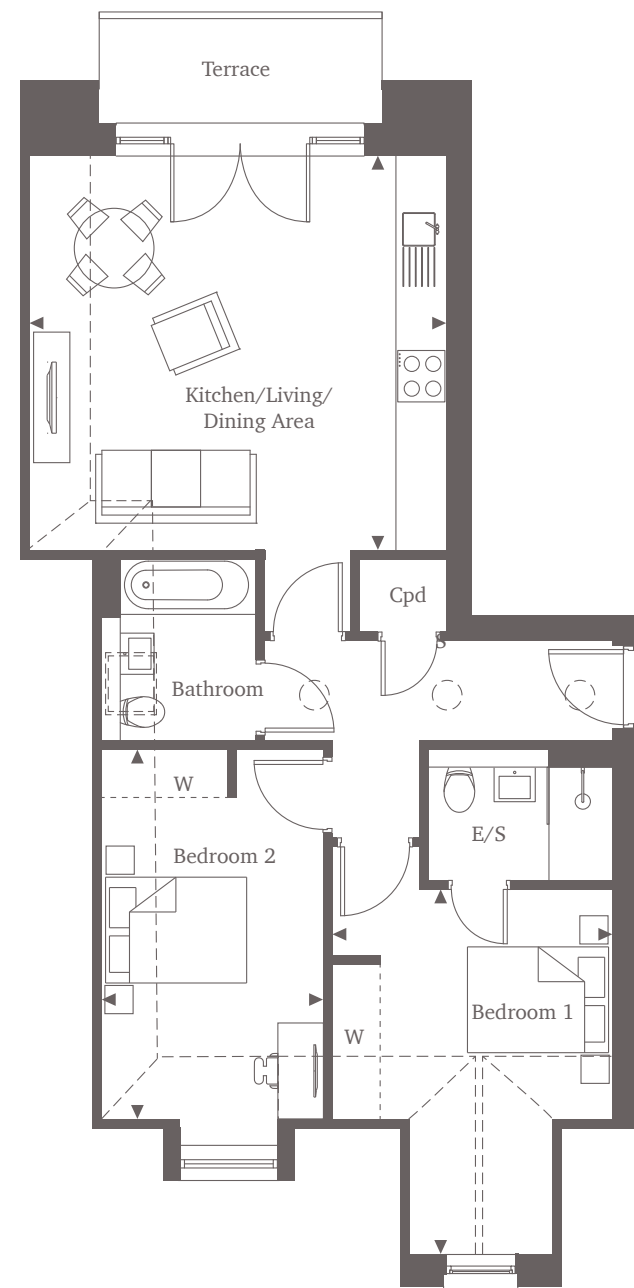 Terrace
Kitchen/Living/
Dining Area
Cpd
S
Bathroom
W
E/S
Bedroom 2
Bedroom 1
W